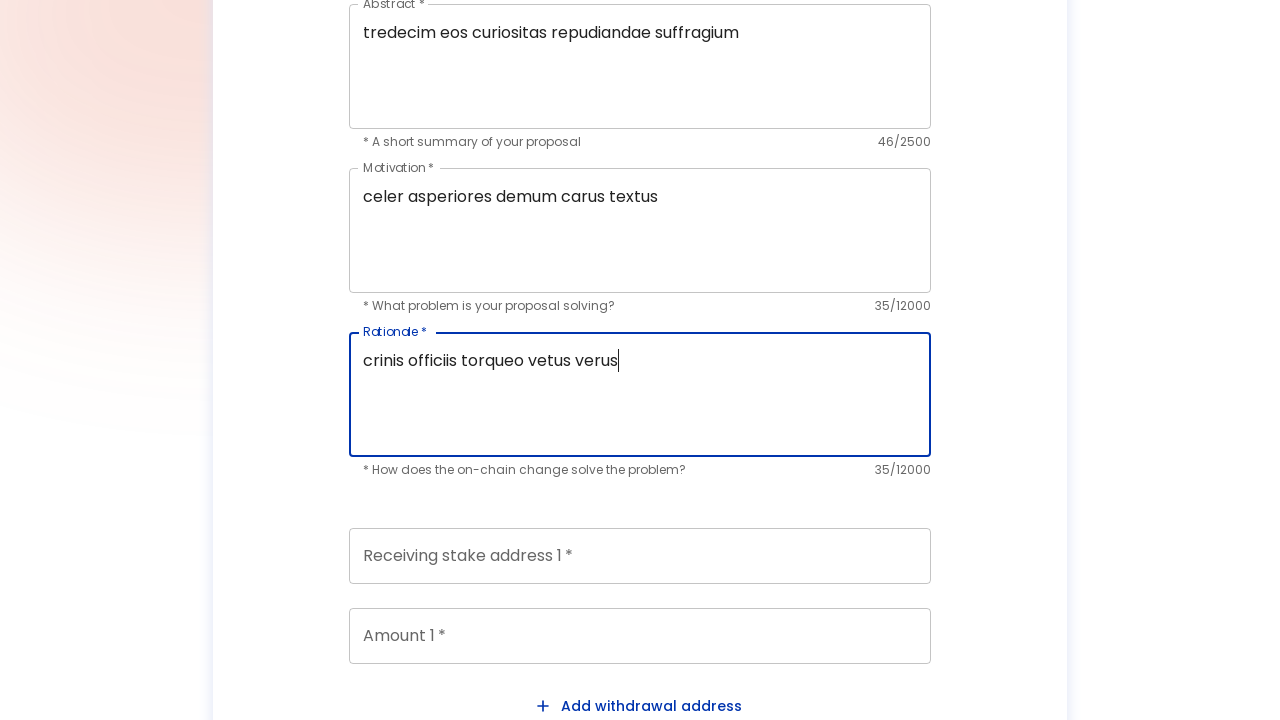 Abstract *
tredecim eos curiositas repudiandae suffragium
* A short summary of your proposal 46/2500
Motivation *
celer asperiores demum carus textus
* What problem is your proposal solving? 35/12000
Rationale *
crinis officiis torqueo vetus verus
* How does the on-chain change solve the problem? 35/12000
Receiving stake address 1 *
Amount 1 *
+ Add withdrawal address